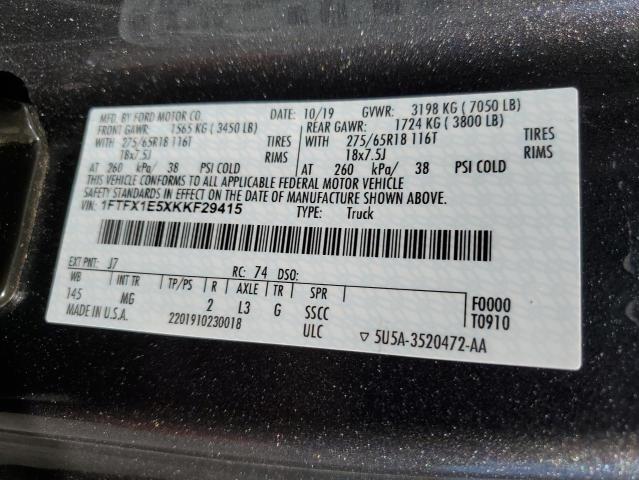 MFD. BY FORD MOTOR CO. DATE: 10/19 GVWR: 3198 KG ( 7050 LB)
FRONT GAWR: 1565 KG ( 3450 LB) REAR GAWR: 1724 KG ( 3800 LB)
WITH 275/65R18 116T TIRES WITH 275/65R18 116T TIRES
18x7.5J RIMS 18x7.5J RIMS
AT 260 kPa/ 38 PSI COLD AT 260 kPa/ 38 PSI COLD
THIS VEHICLE CONFORMS TO ALL APPLICABLE FEDERAL MOTOR VEHICLE
SAFETY STANDARDS IN EFFECT ON THE DATE OF MANUFACTURE SHOWN ABOVE.
VIN: 1FTFX1E5XKKF29415 TYPE: Truck
EXT PNT: J7 RC: 74 DSO:
WB INT TR TP/PS R AXLE TR SPR F0000
145 MG 2 L3 G SSCC T0910
MADE IN U.S.A. 2201910230018 ULC ▽ 5U5A-3520472-AA